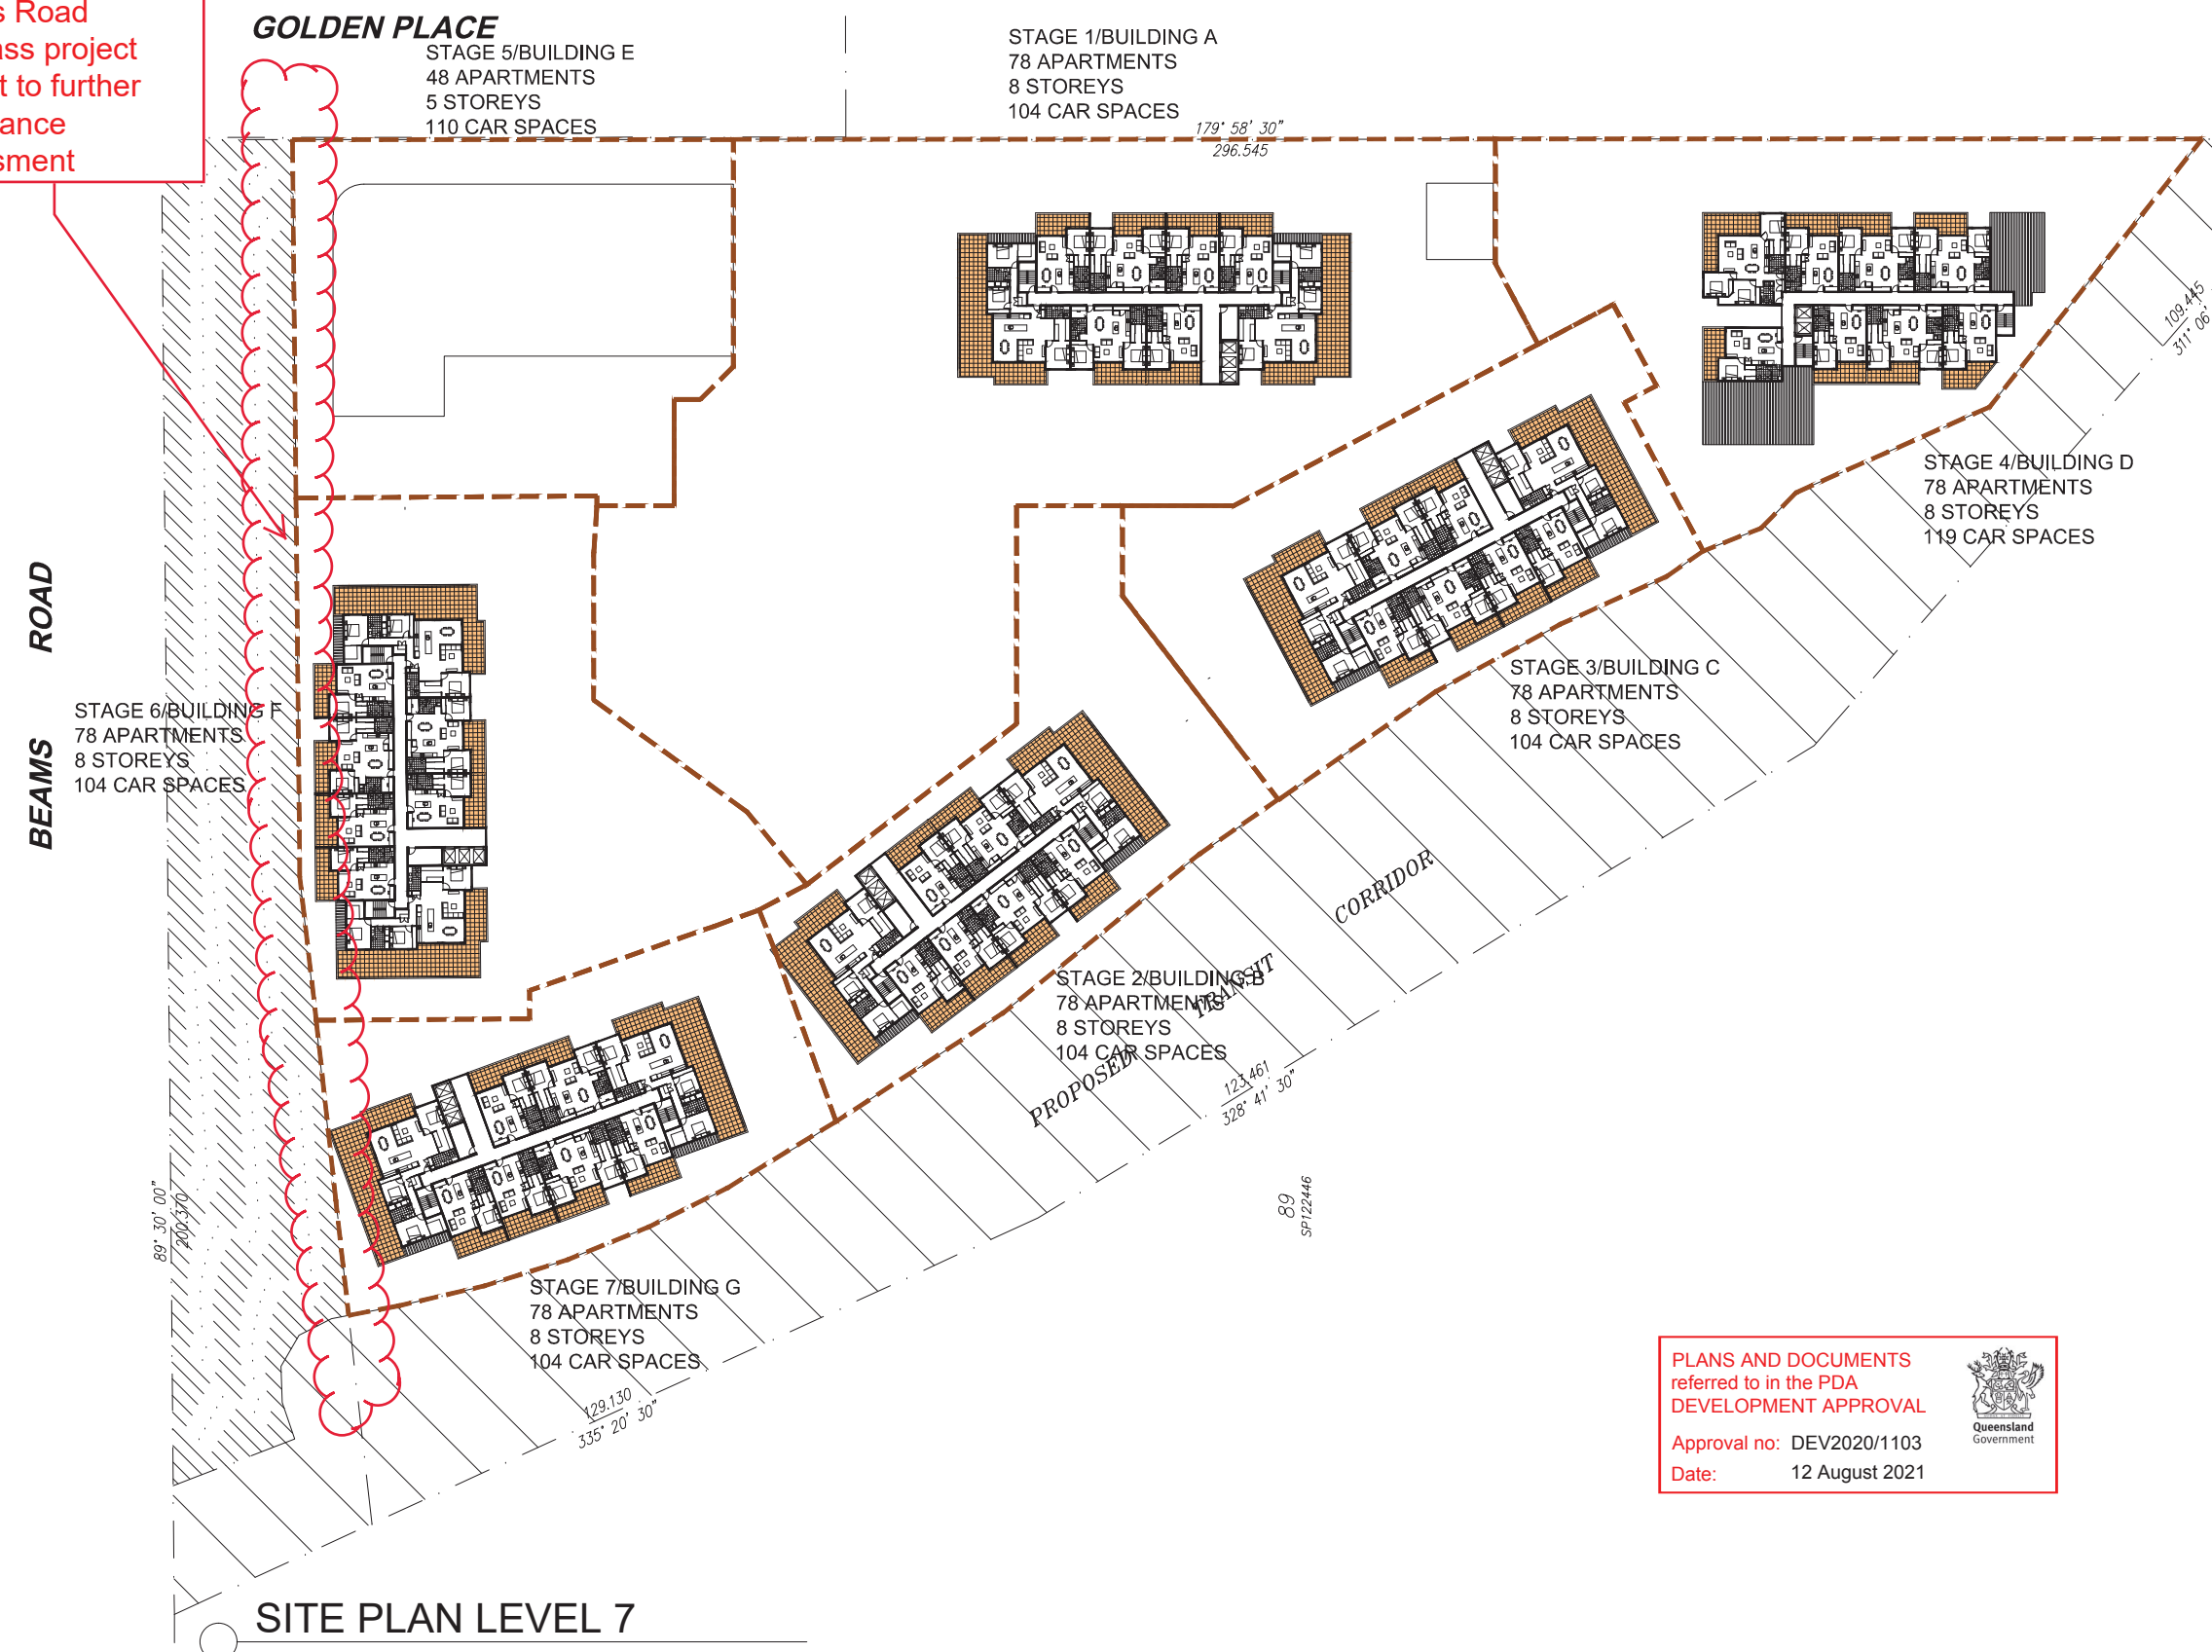 Road
project
to further
GOLDEN PLACE
STAGE 5/BUILDING E
48 APARTMENTS
5 STOREYS
110 CAR SPACES
STAGE 1/BUILDING A
78 APARTMENTS
8 STOREYS
104 CAR SPACES
179° 58' 30"
296.545
109.445
311° 06'
STAGE 4/BUILDING D
78 APARTMENTS
8 STOREYS
119 CAR SPACES
BEAMS ROAD
STAGE 6/BUILDING F
78 APARTMENTS
8 STOREYS
104 CAR SPACES
STAGE 3/BUILDING C
78 APARTMENTS
8 STOREYS
104 CAR SPACES
STAGE 2/BUILDING B
78 APARTMENTS
8 STOREYS
104 CAR SPACES
PROPOSED TRANSIT CORRIDOR
123.461
328° 41' 30"
89° 30' 00"
200.370
89
SP122446
STAGE 7/BUILDING G
78 APARTMENTS
8 STOREYS
104 CAR SPACES
129.130
335° 20' 30"
PLANS AND DOCUMENTS
referred to in the PDA
DEVELOPMENT APPROVAL
Approval no: DEV2020/1103
Date: 12 August 2021
Queensland
Government
SITE PLAN LEVEL 7